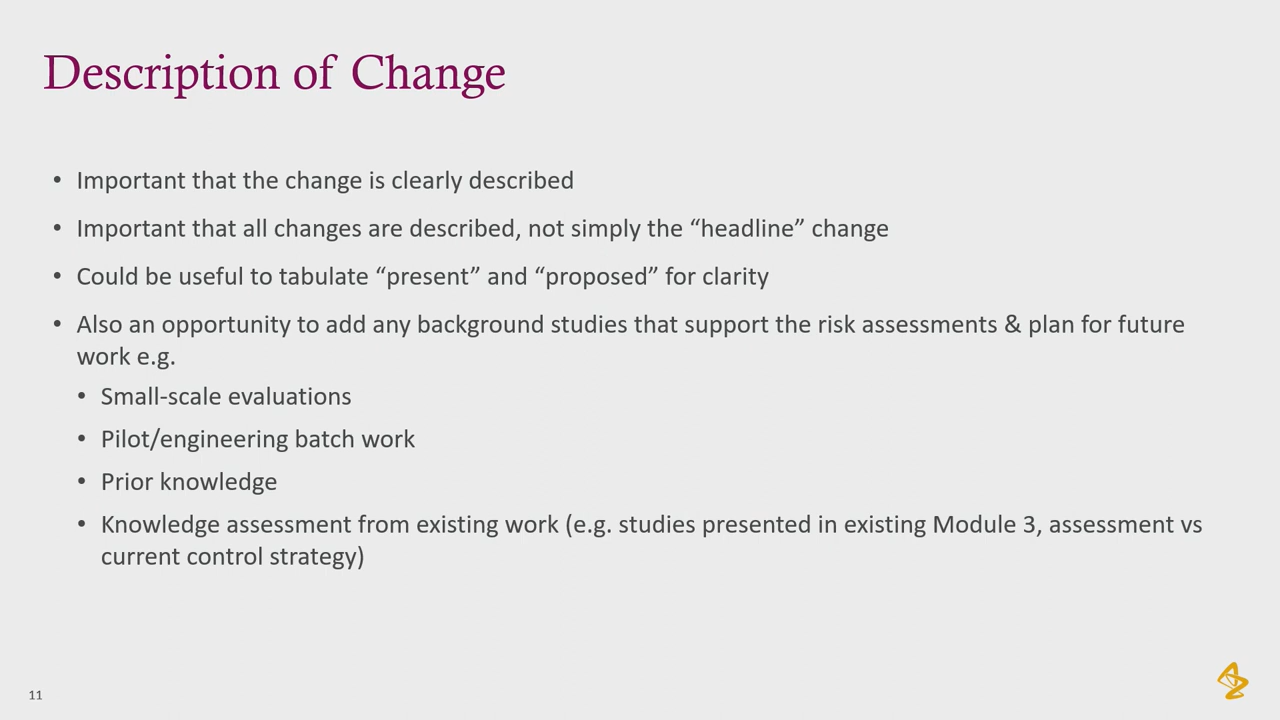 Description of Change
• Important that the change is clearly described
• Important that all changes are described, not simply the “headline” change
• Could be useful to tabulate “present” and “proposed” for clarity
• Also an opportunity to add any background studies that support the risk assessments & plan for future
work e.g.
• Small-scale evaluations
• Pilot/engineering batch work
• Prior knowledge
• Knowledge assessment from existing work (e.g. studies presented in existing Module 3, assessment vs
current control strategy)
11